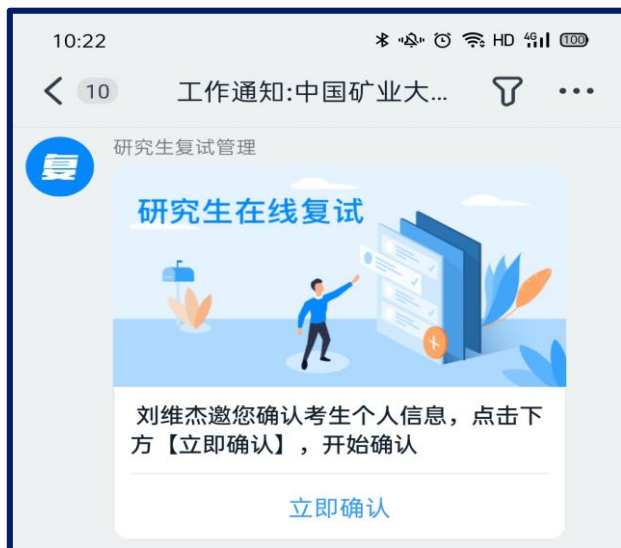 10:22 HD 4G 100
10 工作通知:中国矿业大...
复
研究生复试管理
研究生在线复试
刘维杰邀您确认考生个人信息，点击下
方【立即确认】，开始确认
立即确认